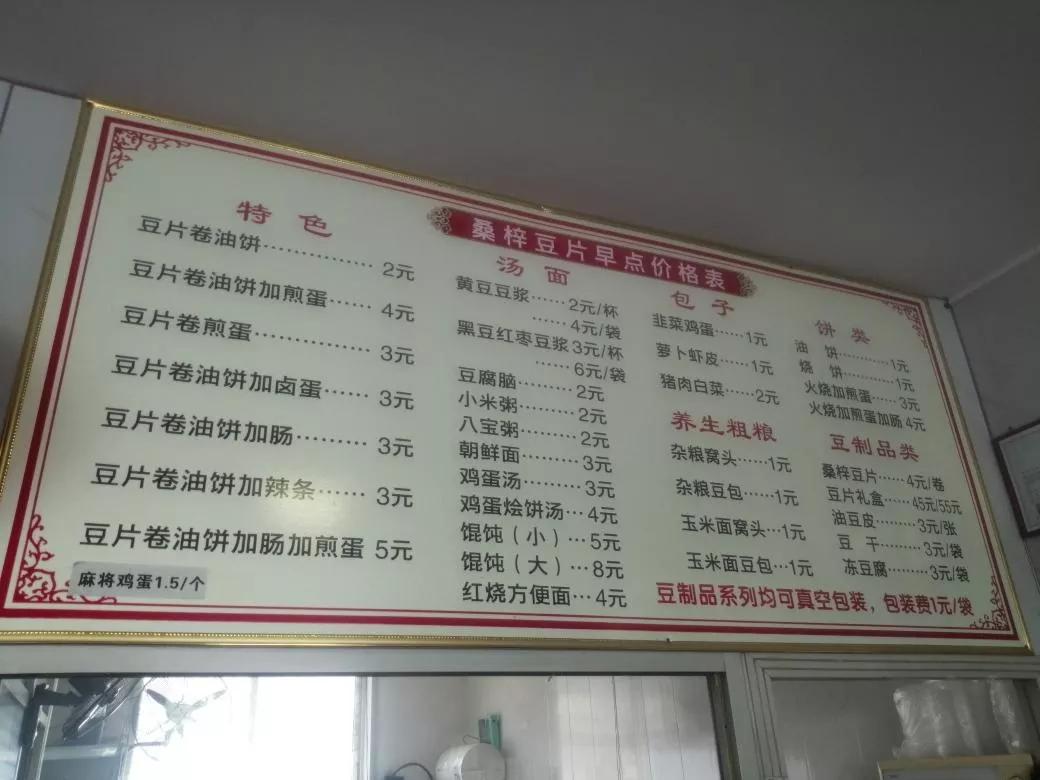 桑梓豆片早点价格表
特色
豆片卷油饼……………2元
豆片卷油饼加煎蛋……4元
豆片卷煎蛋……………3元
豆片卷油饼加卤蛋……3元
豆片卷油饼加肠………3元
豆片卷油饼加辣条……3元
豆片卷油饼加肠加煎蛋 5元
麻将鸡蛋1.5/个
汤面
黄豆豆浆……2元/杯
……4元/袋
黑豆红枣豆浆3元/杯
……6元/袋
豆腐脑………2元
小米粥………2元
八宝粥………2元
朝鲜面………3元
鸡蛋汤………3元
鸡蛋烩饼汤…4元
馄饨（小）…5元
馄饨（大）…8元
红烧方便面…4元
包子
韭菜鸡蛋……1元
萝卜虾皮……1元
猪肉白菜……2元
养生粗粮
杂粮窝头……1元
杂粮豆包……1元
玉米面窝头…1元
玉米面豆包…1元
饼类
油饼…………1元
烧饼…………1元
火烧加煎蛋……3元
火烧加煎蛋加肠 4元
豆制品类
桑梓豆片……4元/卷
豆片礼盒……45元/55元
油豆皮………3元/张
豆干………3元/袋
冻豆腐………3元/袋
豆制品系列均可真空包装，包装费1元/袋